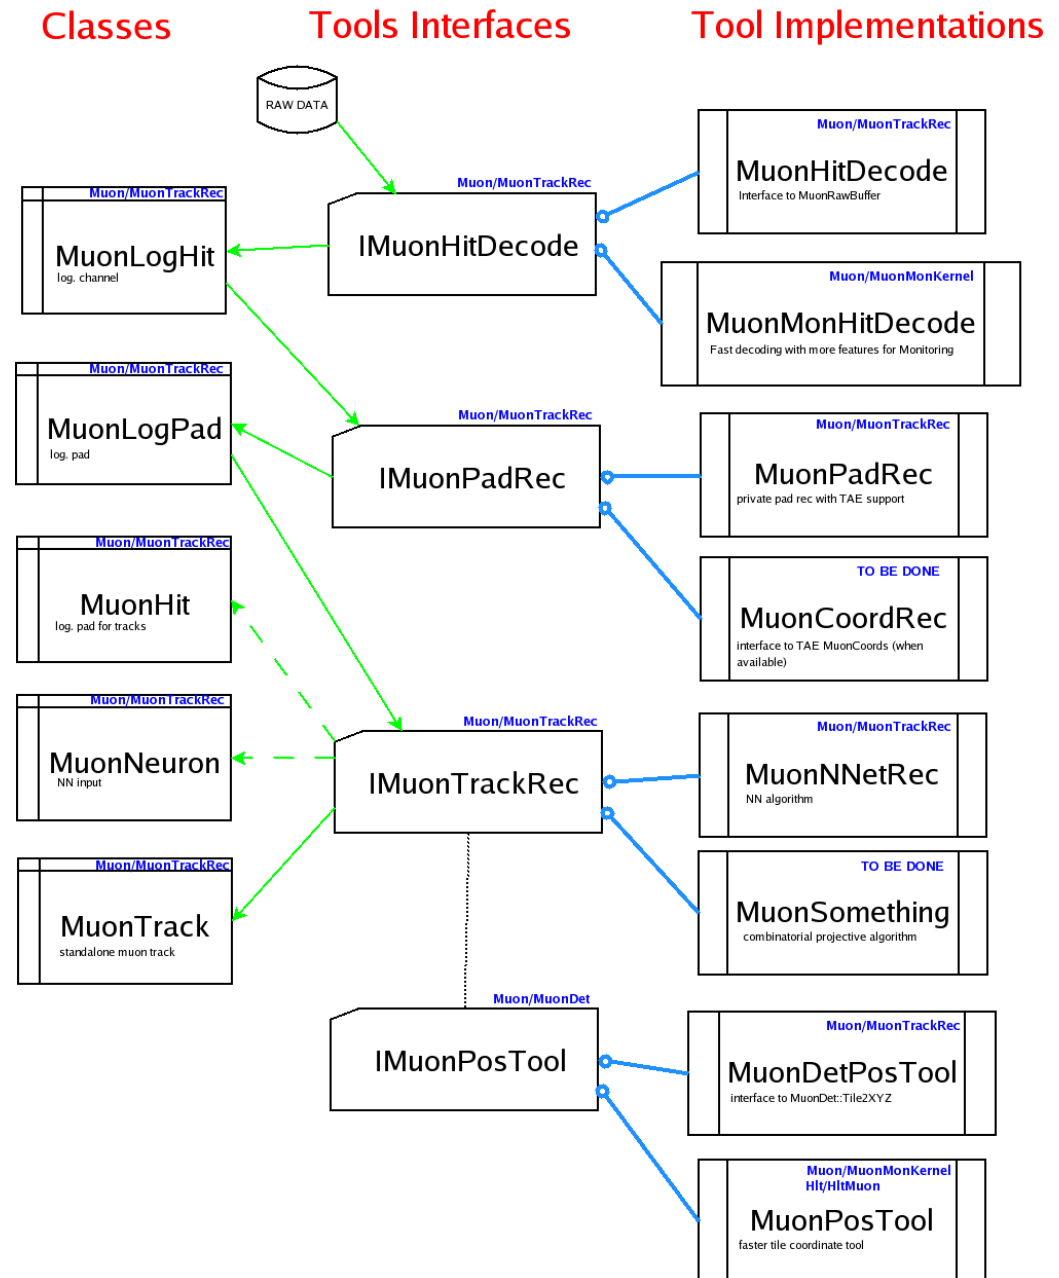 Classes
Tools Interfaces
Tool Implementations
RAW DATA
Muon/MuonTrackRec
MuonLogHit
log. channel
Muon/MuonTrackRec
MuonLogPad
log. pad
Muon/MuonTrackRec
MuonHit
log. pad for tracks
Muon/MuonTrackRec
MuonNeuron
NN input
Muon/MuonTrackRec
MuonTrack
standalone muon track
Muon/MuonTrackRec
IMuonHitDecode
Muon/MuonTrackRec
IMuonPadRec
Muon/MuonTrackRec
IMuonTrackRec
Muon/MuonDet
IMuonPosTool
Muon/MuonTrackRec
MuonHitDecode
Interface to MuonRawBuffer
Muon/MuonMonKernel
MuonMonHitDecode
Fast decoding with more features for Monitoring
Muon/MuonTrackRec
MuonPadRec
private pad rec with TAE support
TO BE DONE
MuonCoordRec
interface to TAE MuonCoords (when
available)
Muon/MuonTrackRec
MuonNNetRec
NN algorithm
TO BE DONE
MuonSomething
combinatorial projective algorithm
Muon/MuonTrackRec
MuonDetPosTool
interface to MuonDet::Tile2XYZ
Muon/MuonMonKernel
Hlt/HltMuon
MuonPosTool
faster tile coordinate tool